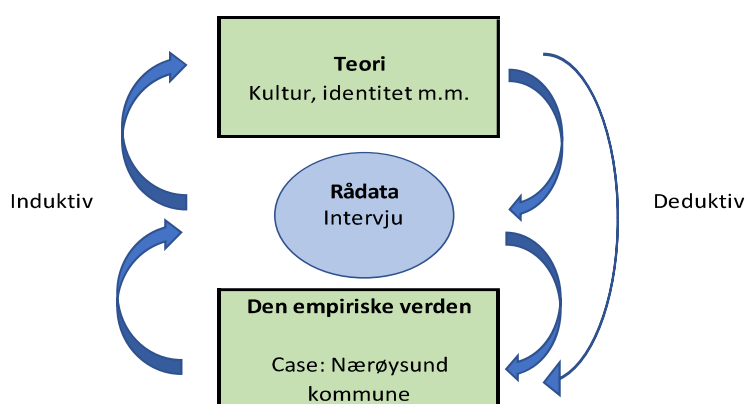 Teori
Kultur, identitet m.m.
Rådata
Intervju
Induktiv
Deduktiv
Den empiriske verden
Case: Nærøysund
kommune